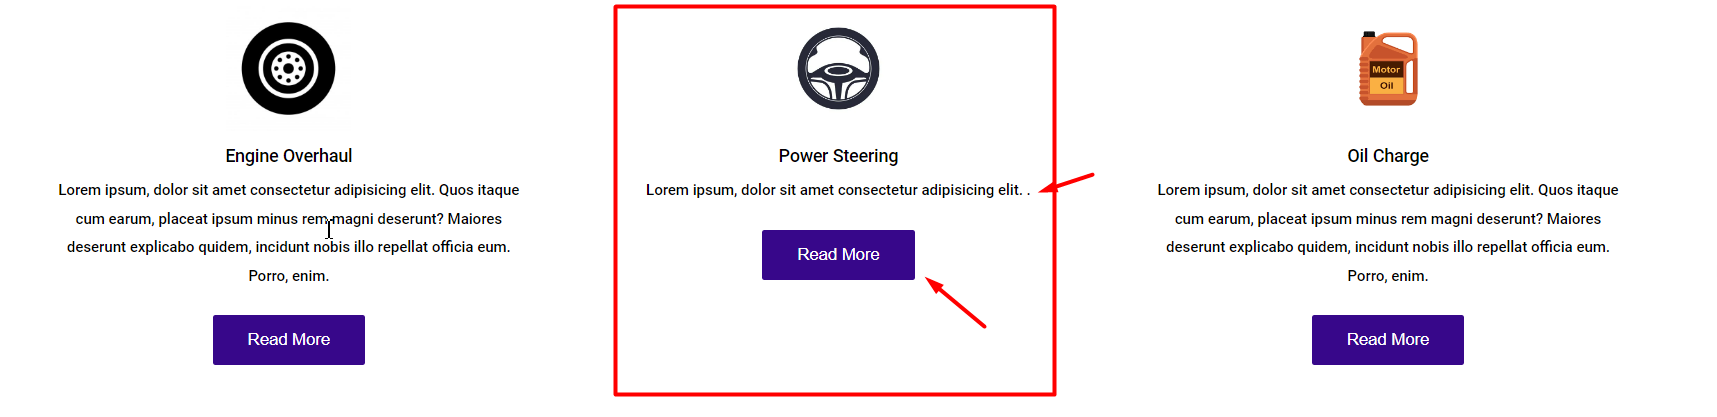 Motor
Oil
Engine Overhaul
Lorem ipsum, dolor sit amet consectetur adipisicing elit. Quos itaque
cum earum, placeat ipsum minus rem magni deserunt? Maiores
deserunt explicabo quidem, incidunt nobis illo repellat officia eum.
Porro, enim.
Read More
Power Steering
Lorem ipsum, dolor sit amet consectetur adipisicing elit. .
Read More
Oil Charge
Lorem ipsum, dolor sit amet consectetur adipisicing elit. Quos itaque
cum earum, placeat ipsum minus rem magni deserunt? Maiores
deserunt explicabo quidem, incidunt nobis illo repellat officia eum.
Porro, enim.
Read More